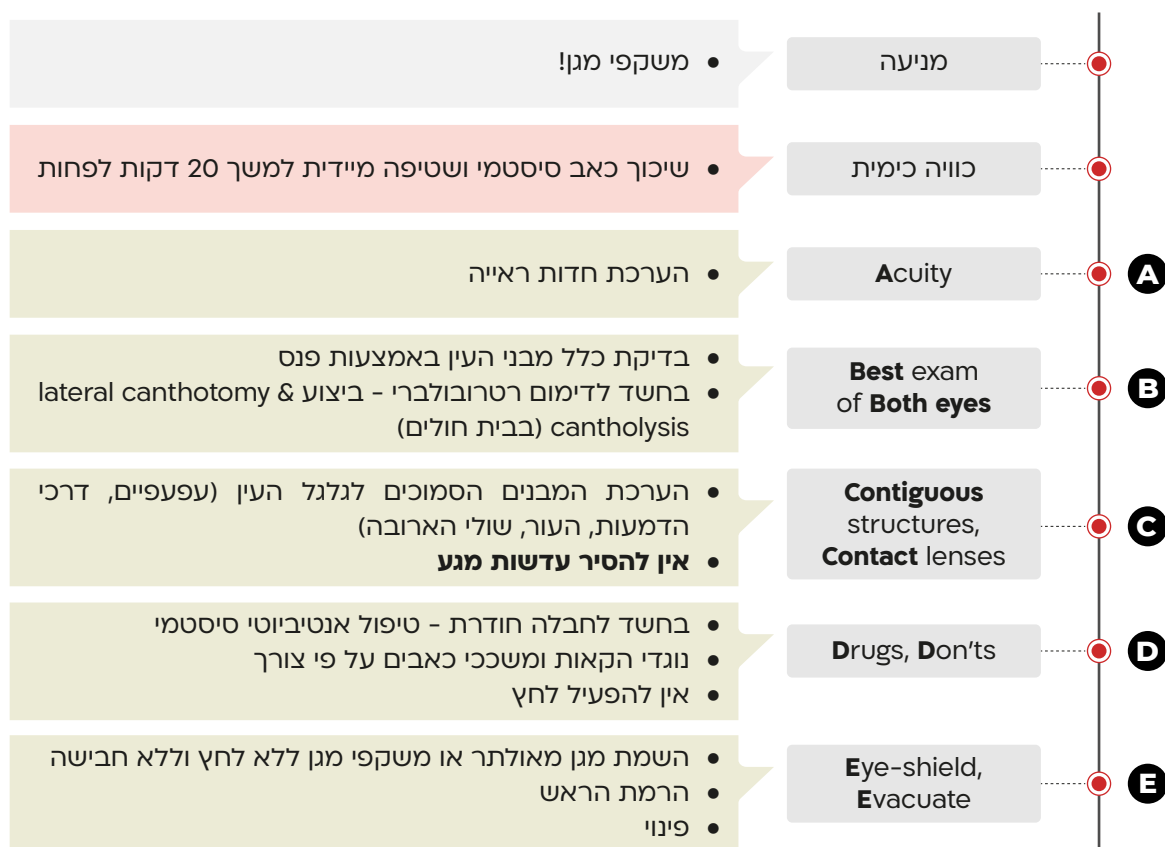 מניעה
• משקפי מגן!
כוויה כימית
• שיכוך כאב סיסטמי ושטיפה מיידית למשך 20 דקות לפחות
A
Acuity
• הערכת חדות ראייה
B
Best exam
of Both eyes
• בדיקת כלל מבני העין באמצעות פנס
• בחשד לדימום רטרובולברי - ביצוע lateral canthotomy &
cantholysis (בבית חולים)
C
Contiguous
structures,
Contact lenses
• הערכת המבנים הסמוכים לגלגל העין (עפעפיים, דרכי
הדמעות, העור, שולי הארובה)
• אין להסיר עדשות מגע
D
Drugs, Don'ts
• בחשד לחבלה חודרת - טיפול אנטיביוטי סיסטמי
• נוגדי הקאות ומשככי כאבים על פי צורך
• אין להפעיל לחץ
E
Eye-shield,
Evacuate
• השמת מגן מאולתר או משקפי מגן ללא לחץ וללא חבישה
• הרמת הראש
• פינוי